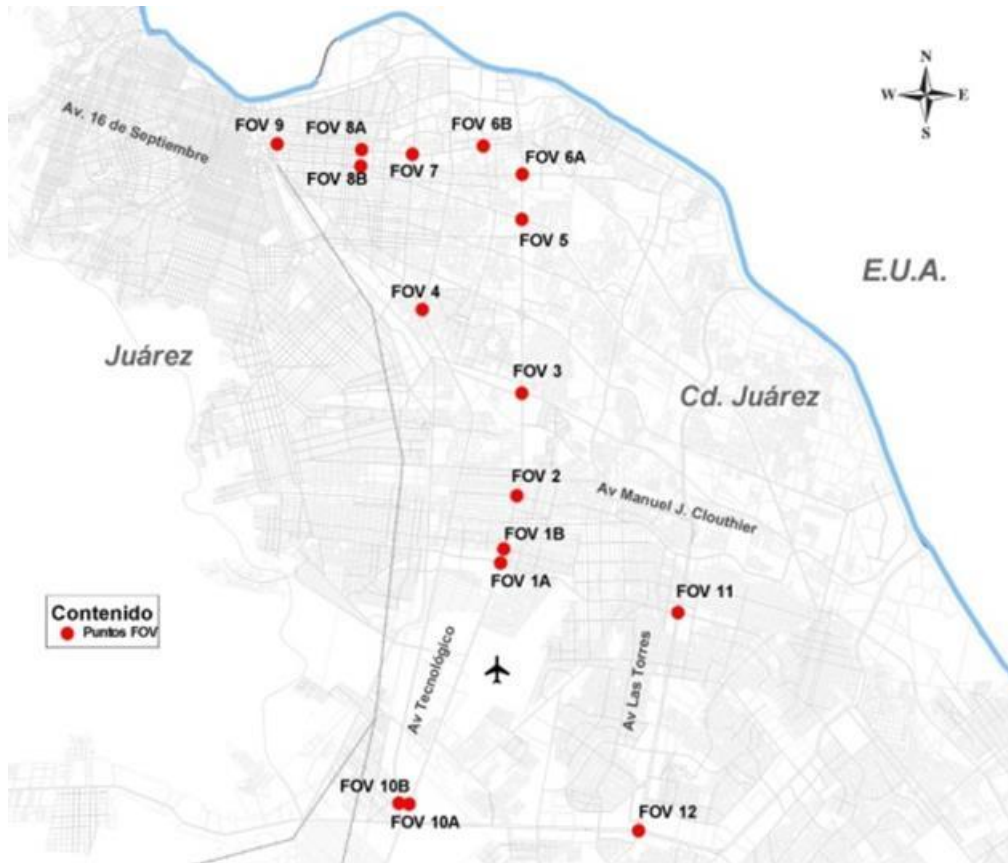 N
W E
S
Av. 16 de Septiembre
FOV 9
FOV 8A
FOV 6B
FOV 8B
FOV 7
FOV 6A
FOV 5
E.U.A.
FOV 4
Juárez
FOV 3
Cd. Juárez
FOV 2
Av Manuel J. Clouthier
FOV 1B
FOV 1A
FOV 11
Contenido
Puntos FOV
Av Tecnológico
Av Las Torres
FOV 10B
FOV 10A
FOV 12